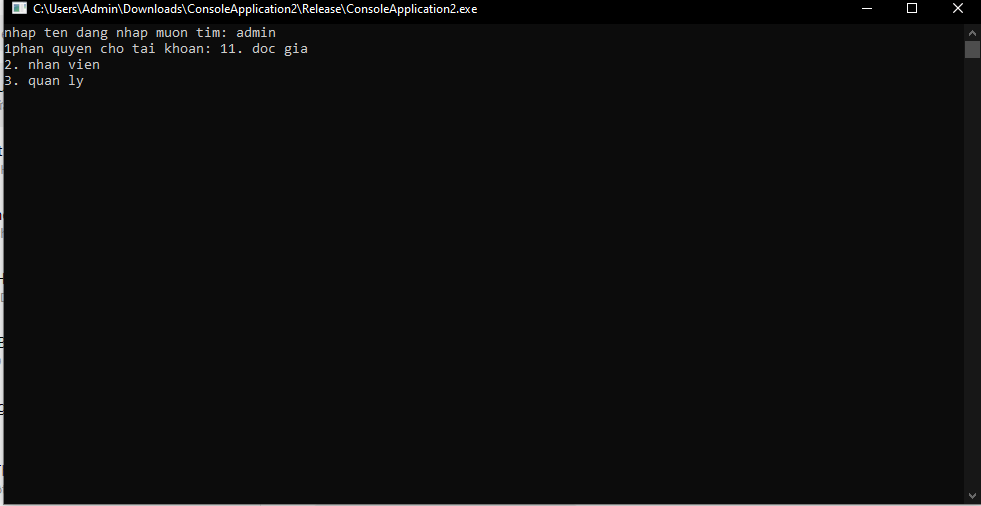 C:\Users\Admin\Downloads\ConsoleApplication2\Release\ConsoleApplication2.exe
nhap ten dang nhap muon tim: admin
1phan quyen cho tai khoan: 11. doc gia
2. nhan vien
3. quan ly